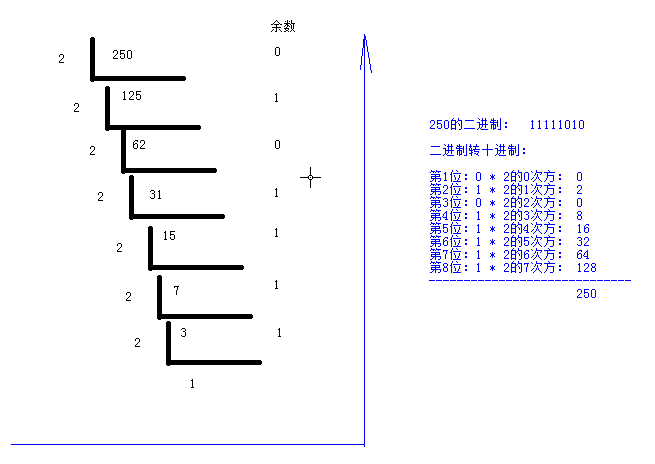 余数
2 250 0
2 125 1
2 62 0
2 31 1
2 15 1
2 7 1
2 3 1
1
250的二进制: 11111010
二进制转十进制:
第1位: 0 * 2的0次方: 0
第2位: 1 * 2的1次方: 2
第3位: 0 * 2的2次方: 0
第4位: 1 * 2的3次方: 8
第5位: 1 * 2的4次方: 16
第6位: 1 * 2的5次方: 32
第7位: 1 * 2的6次方: 64
第8位: 1 * 2的7次方: 128
250